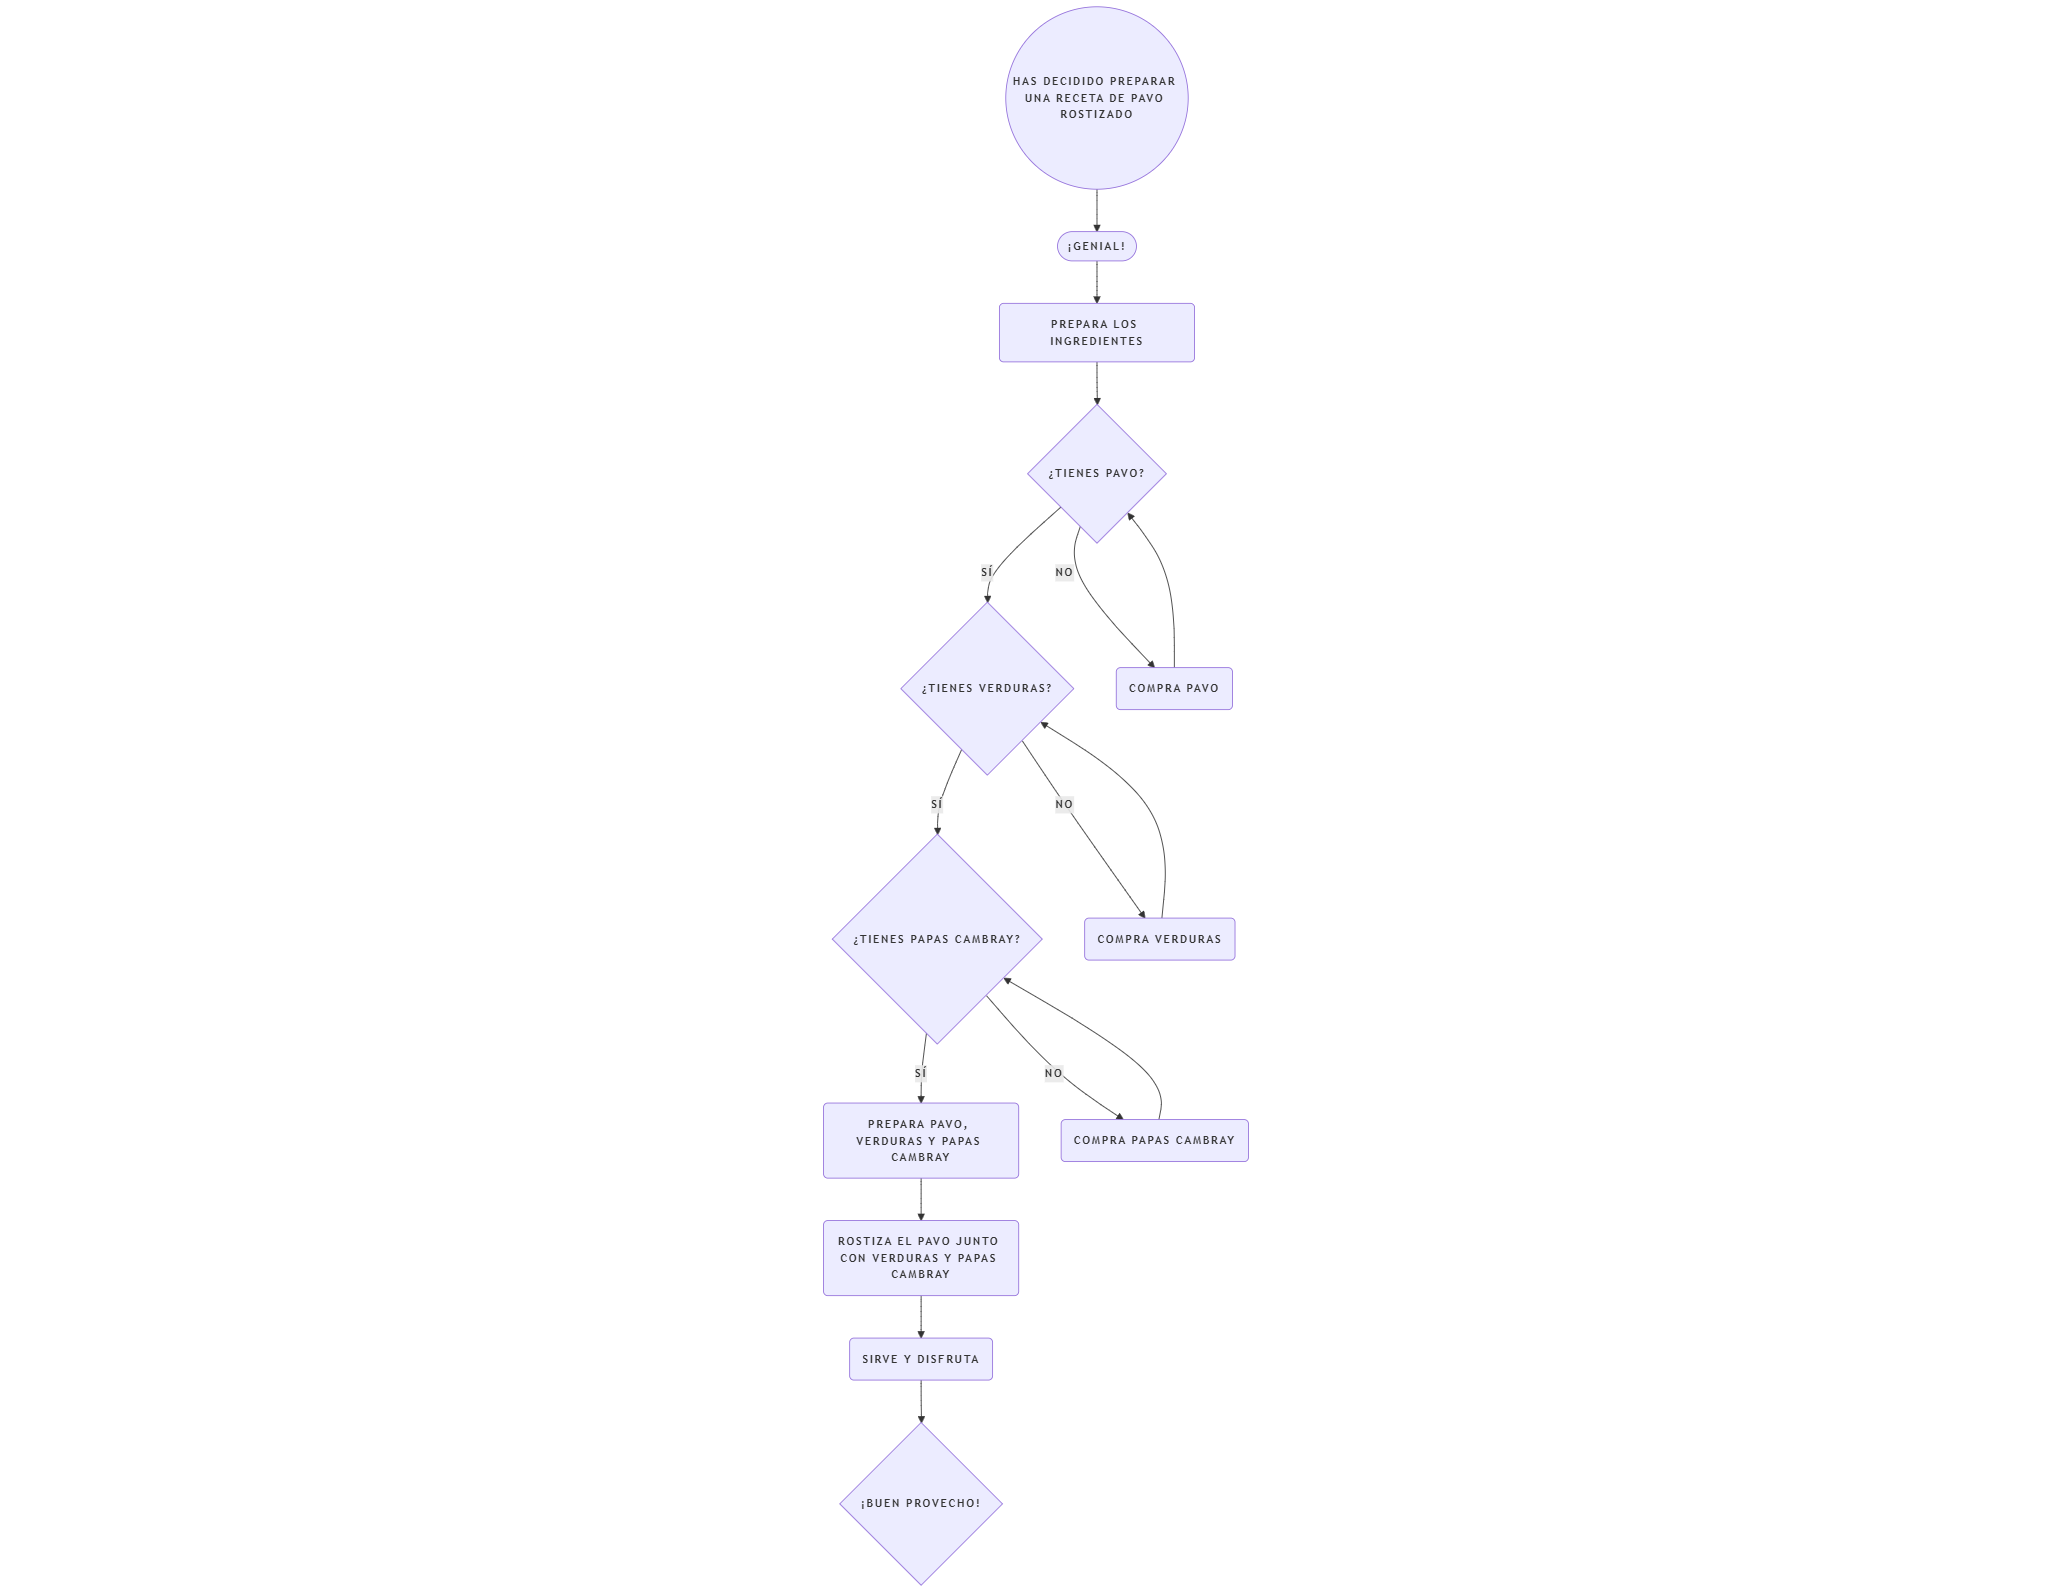 HAS DECIDIDO PREPARAR
UNA RECETA DE PAVO
ROSTIZADO
¡GENIAL!
PREPARA LOS
INGREDIENTES
¿TIENES PAVO?
SÍ
NO
¿TIENES VERDURAS?
COMPRA PAVO
SÍ
NO
¿TIENES PAPAS CAMBRAY?
COMPRA VERDURAS
SÍ
NO
PREPARA PAVO,
VERDURAS Y PAPAS
CAMBRAY
COMPRA PAPAS CAMBRAY
ROSTIZA EL PAVO JUNTO
CON VERDURAS Y PAPAS
CAMBRAY
SIRVE Y DISFRUTA
¡BUEN PROVECHO!